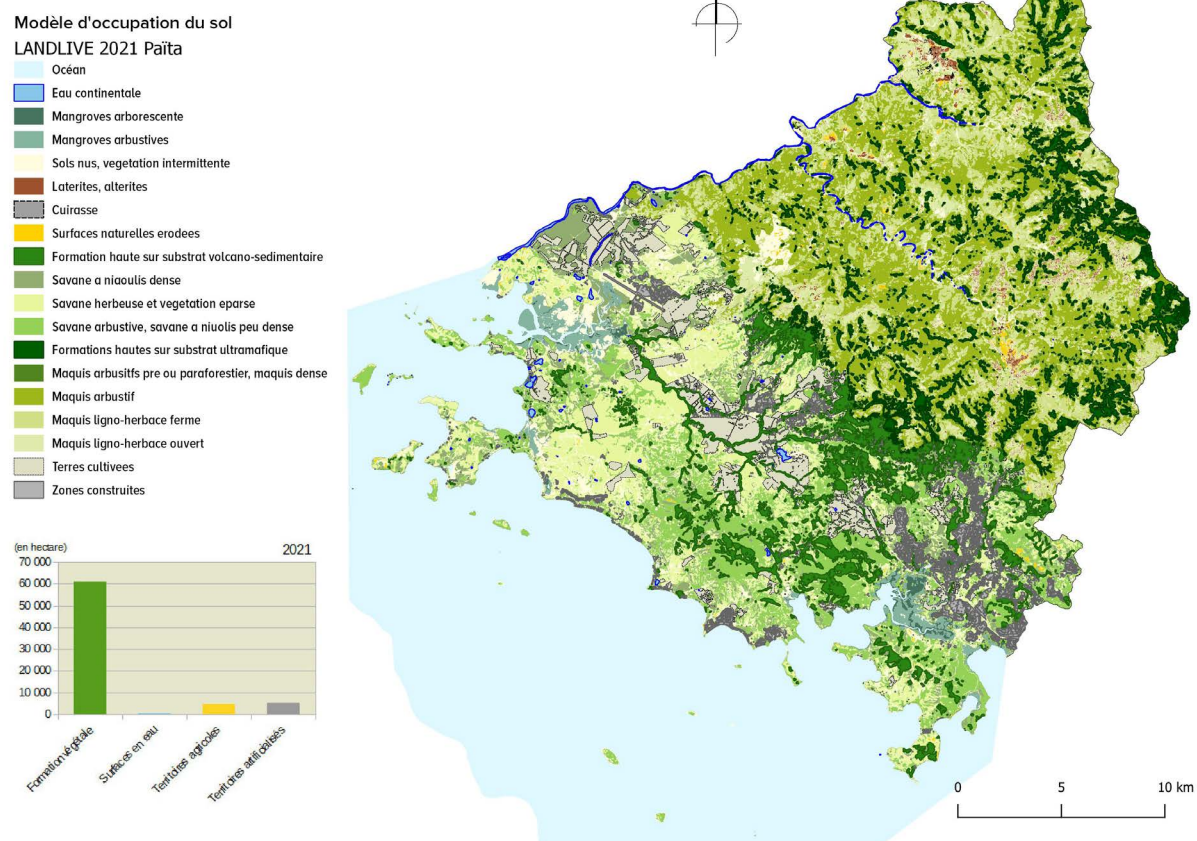 Modèle d'occupation du sol
LANDLIVE 2021 Païta
Océan
Eau continentale
Mangroves arborescente
Mangroves arbustives
Sols nus, vegetation intermittente
Laterites, alterites
Cuirasse
Surfaces naturelles erodees
Formation haute sur substrat volcano-sedimentaire
Savane a niaoulis dense
Savane herbeuse et vegetation eparse
Savane arbustive, savane a niuolis peu dense
Formations hautes sur substrat ultramafique
Maquis arbusitfs pre ou paraforestier, maquis dense
Maquis arbustif
Maquis ligno-herbace ferme
Maquis ligno-herbace ouvert
Terres cultivees
Zones construites
(en hectare)
2021
70 000
60 000
50 000
40 000
30 000
20 000
10 000
0
Formation végétale
Surfaces en eau
Territoires agricoles
Territoires artificialisés
0 5 10 km